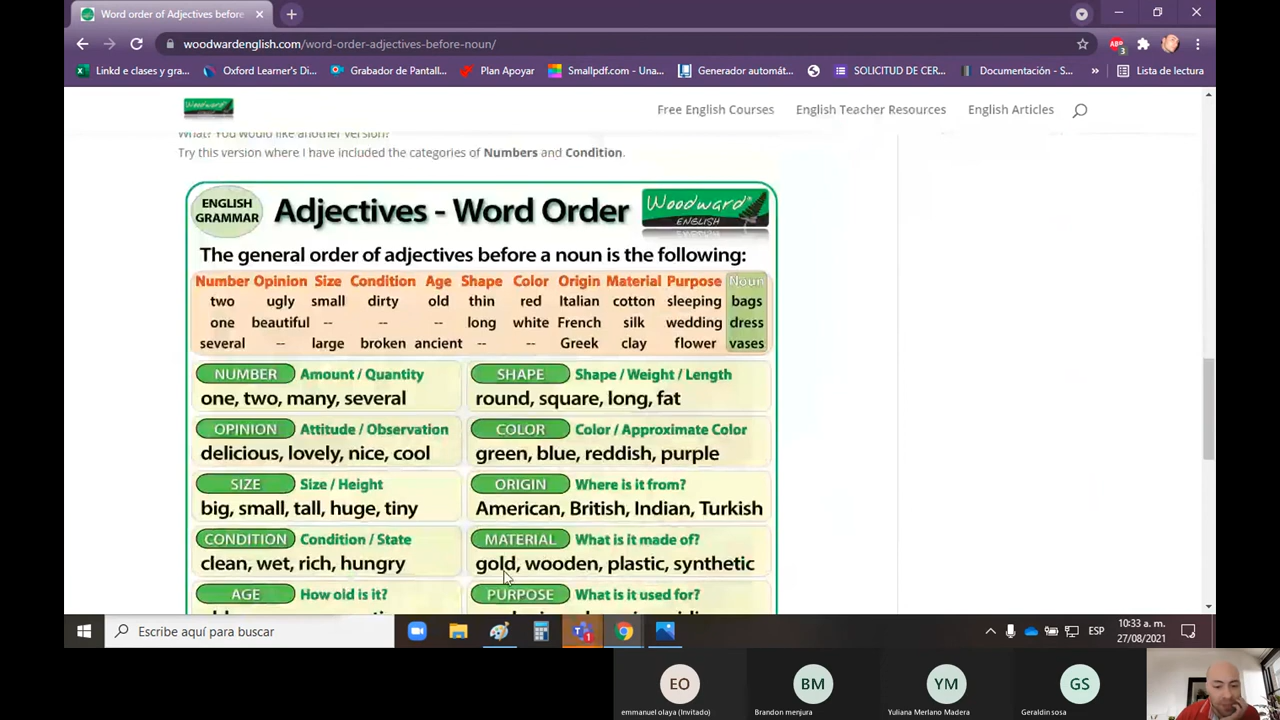 Word order of Adjectives before
woodwardenglish.com/word-order-adjectives-before-noun/
ABP
3
Linkd e clases y gra...
Oxford Learner's Di...
Grabador de Pantall...
Plan Apoyar
Smallpdf.com - Una...
Generador automát...
SOLICITUD DE CER...
Documentación - S...
»
Lista de lectura
Woodward
Free English Courses
English Teacher Resources
English Articles
What? You would like another version?
Try this version where I have included the categories of Numbers and Condition.
ENGLISH GRAMMAR
Adjectives - Word Order
Woodward ENGLISH
The general order of adjectives before a noun is the following:
Number Opinion Size Condition Age Shape Color Origin Material Purpose Noun
two ugly small dirty old thin red Italian cotton sleeping bags
one beautiful -- -- -- long white French silk wedding dress
several -- large broken ancient -- -- Greek clay flower vases
NUMBER Amount / Quantity
one, two, many, several
OPINION Attitude / Observation
delicious, lovely, nice, cool
SIZE Size / Height
big, small, tall, huge, tiny
CONDITION Condition / State
clean, wet, rich, hungry
AGE How old is it?
SHAPE Shape / Weight / Length
round, square, long, fat
COLOR Color / Approximate Color
green, blue, reddish, purple
ORIGIN Where is it from?
American, British, Indian, Turkish
MATERIAL What is it made of?
gold, wooden, plastic, synthetic
PURPOSE What is it used for?
Escribe aquí para buscar
1
ESP
10:33 a. m.
27/08/2021
EO
emmanuel olaya (Invitado)
BM
Brandon menjura
YM
Yuliana Merlano Madera
GS
Geraldin sosa